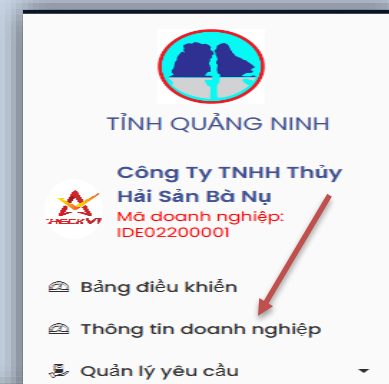 TỈNH QUẢNG NINH
Công Ty TNHH Thủy
Hải Sản Bà Nụ
Mã doanh nghiệp:
IDE02200001
CHECKVN
Bảng điều khiển
Thông tin doanh nghiệp
Quản lý yêu cầu